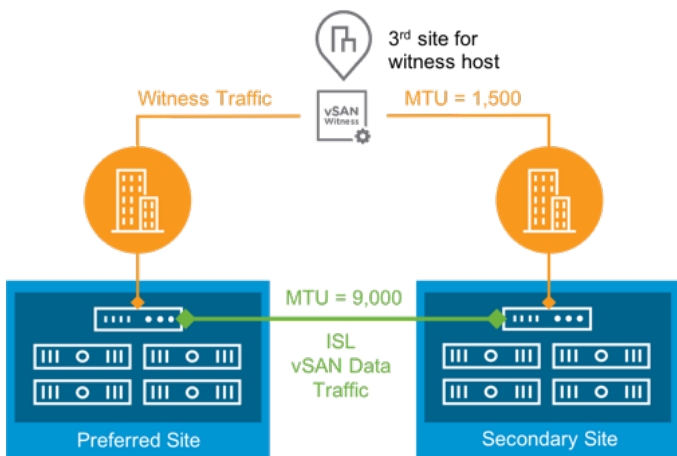 3rd site for
witness host
Witness Traffic
vSAN
Witness
MTU = 1,500
MTU = 9,000
ISL
vSAN Data
Traffic
Preferred Site
Secondary Site